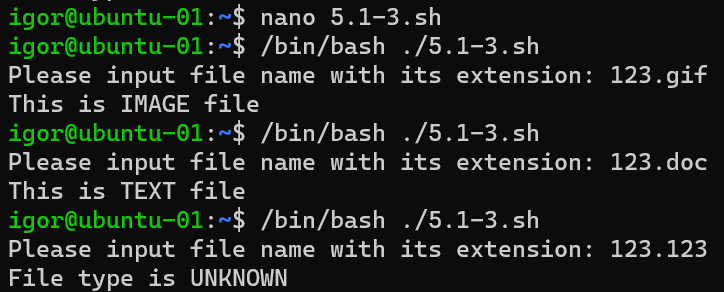 igor@ubuntu-01:~$ nano 5.1-3.sh
igor@ubuntu-01:~$ /bin/bash ./5.1-3.sh
Please input file name with its extension: 123.gif
This is IMAGE file
igor@ubuntu-01:~$ /bin/bash ./5.1-3.sh
Please input file name with its extension: 123.doc
This is TEXT file
igor@ubuntu-01:~$ /bin/bash ./5.1-3.sh
Please input file name with its extension: 123.123
File type is UNKNOWN